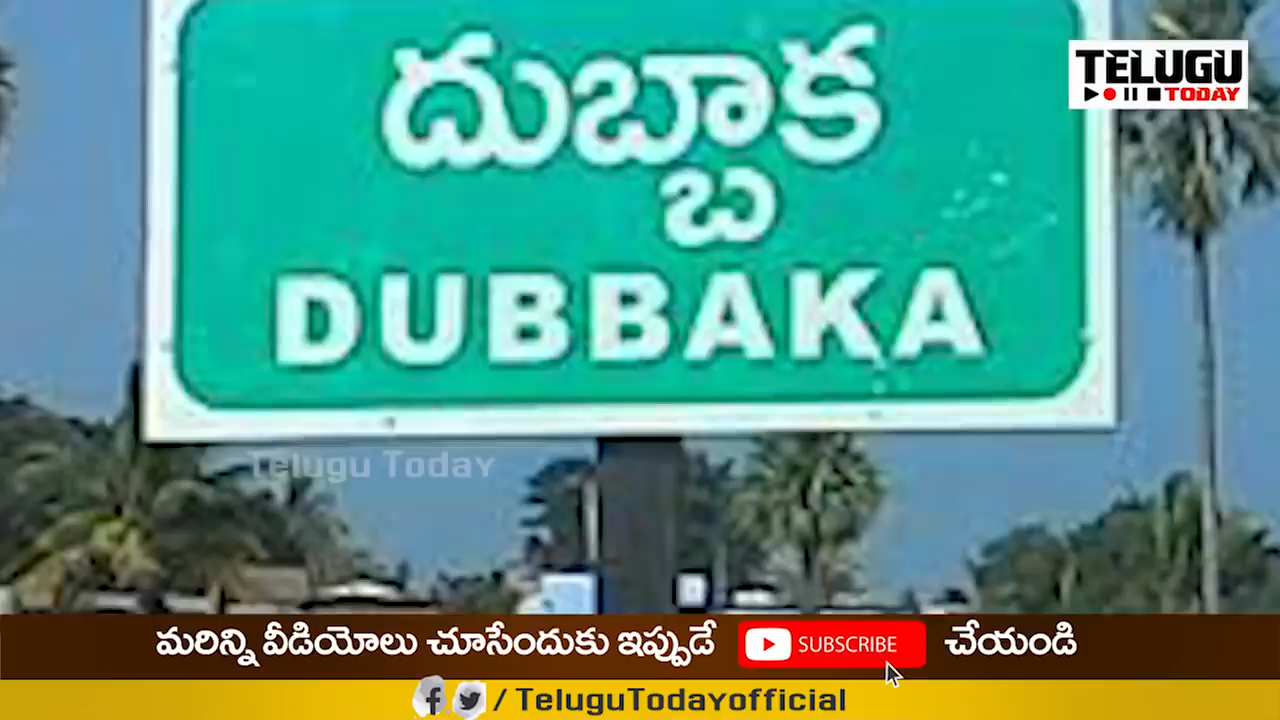 TELUGU
TODAY
దుబ్బాక
DUBBAKA
Telugu Today
మరిన్ని వీడియోలు చూసేందుకు ఇప్పుడే SUBSCRIBE చేయండి
/ TeluguTodayofficial